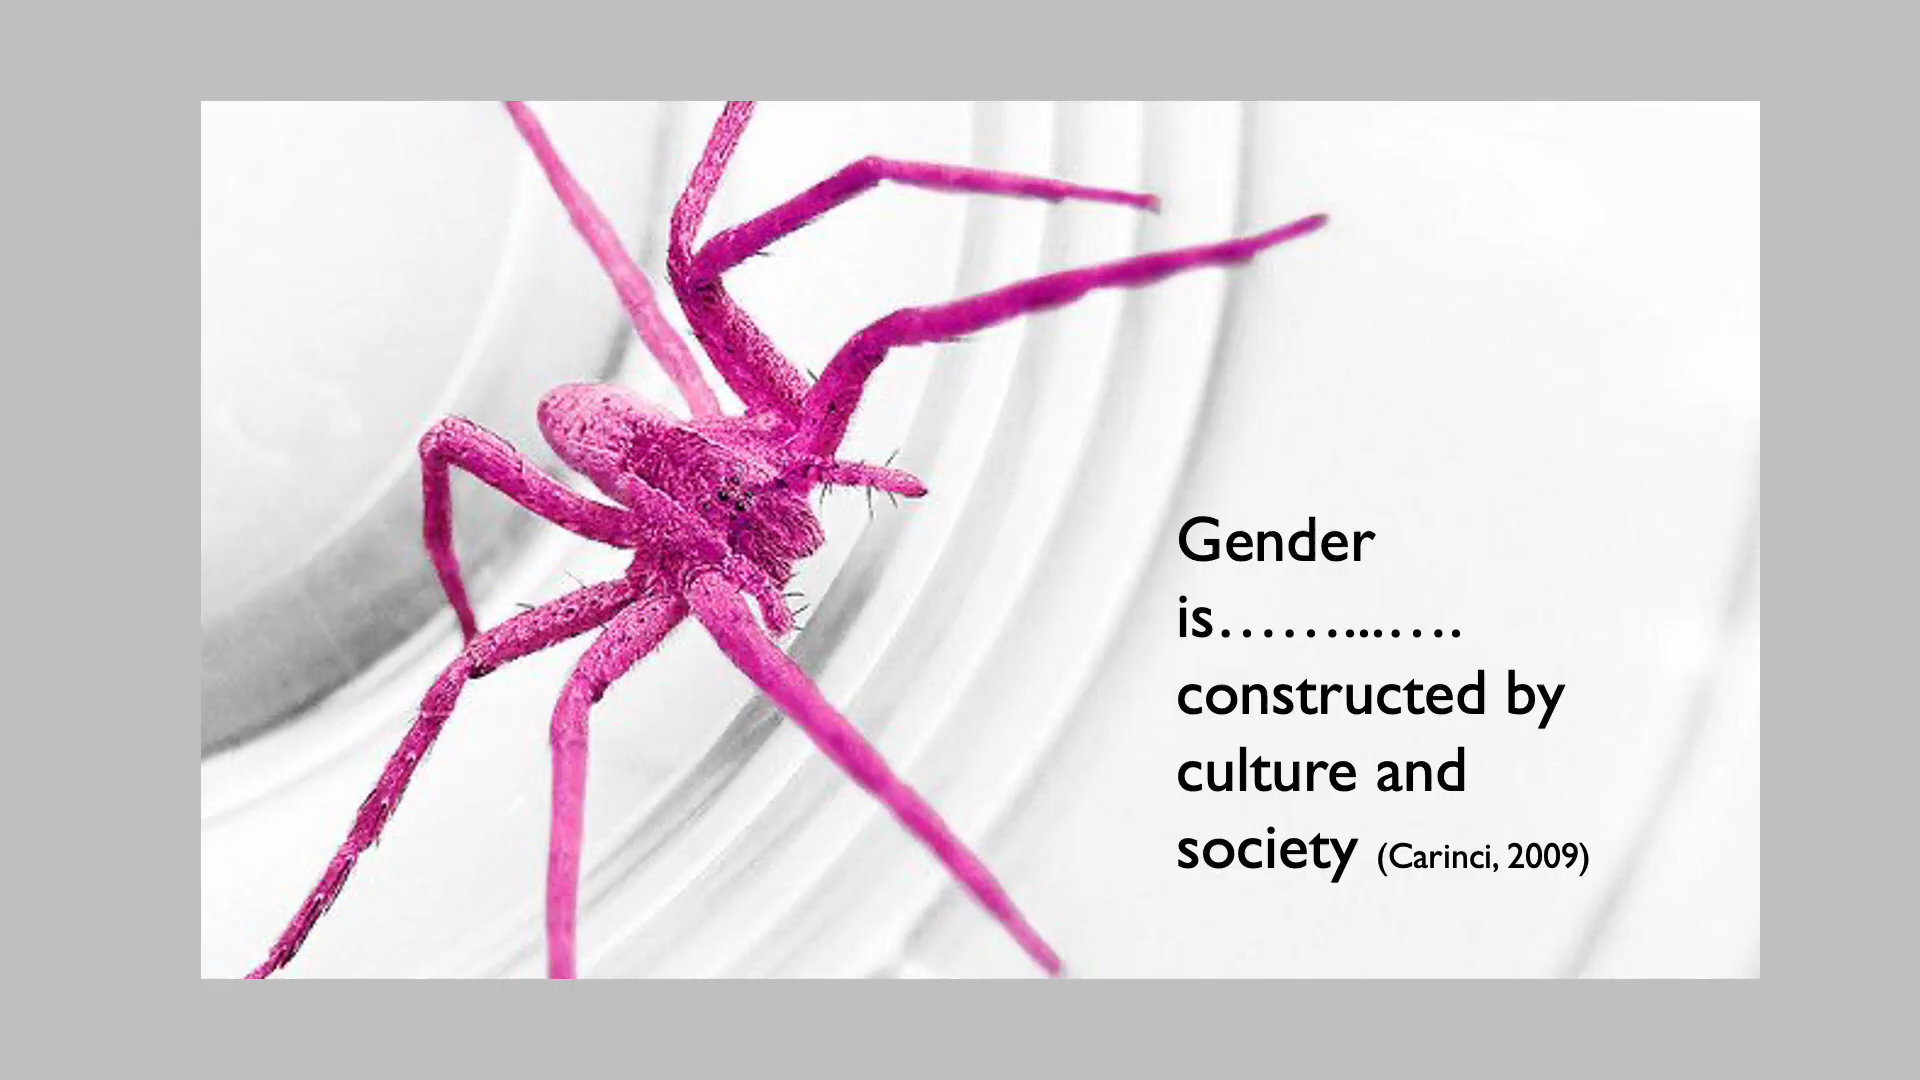 Gender
is……...….
constructed by
culture and
society (Carinci, 2009)